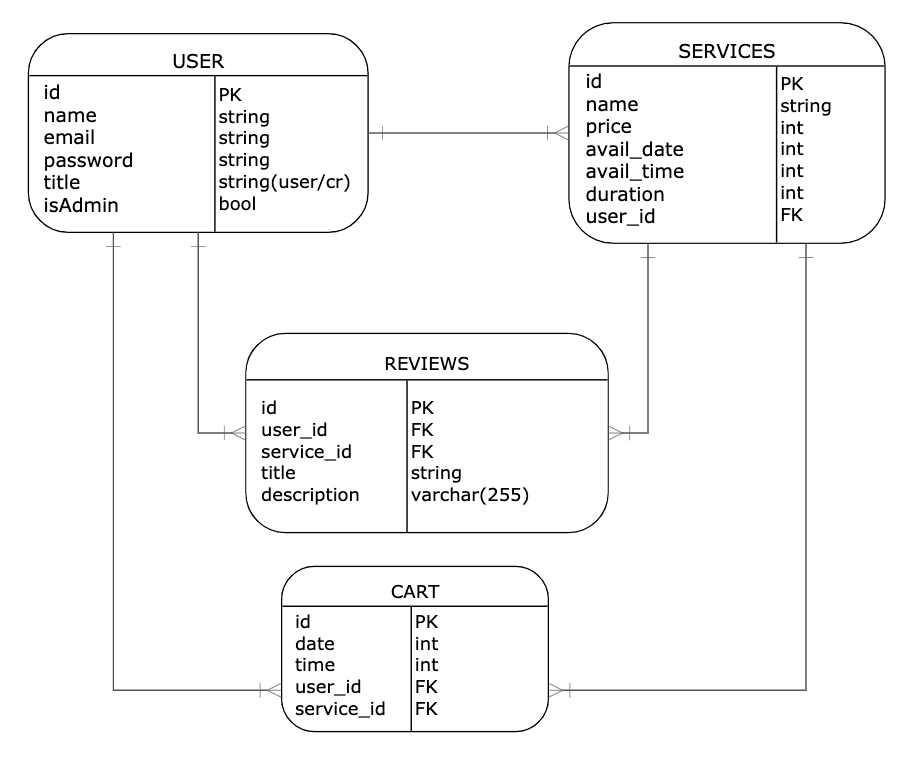 USER
id PK
name string
email string
password string
title string(user/cr)
isAdmin bool
SERVICES
id PK
name string
price int
avail_date int
avail_time int
duration int
user_id FK
REVIEWS
id PK
user_id FK
service_id FK
title string
description varchar(255)
CART
id PK
date int
time int
user_id FK
service_id FK